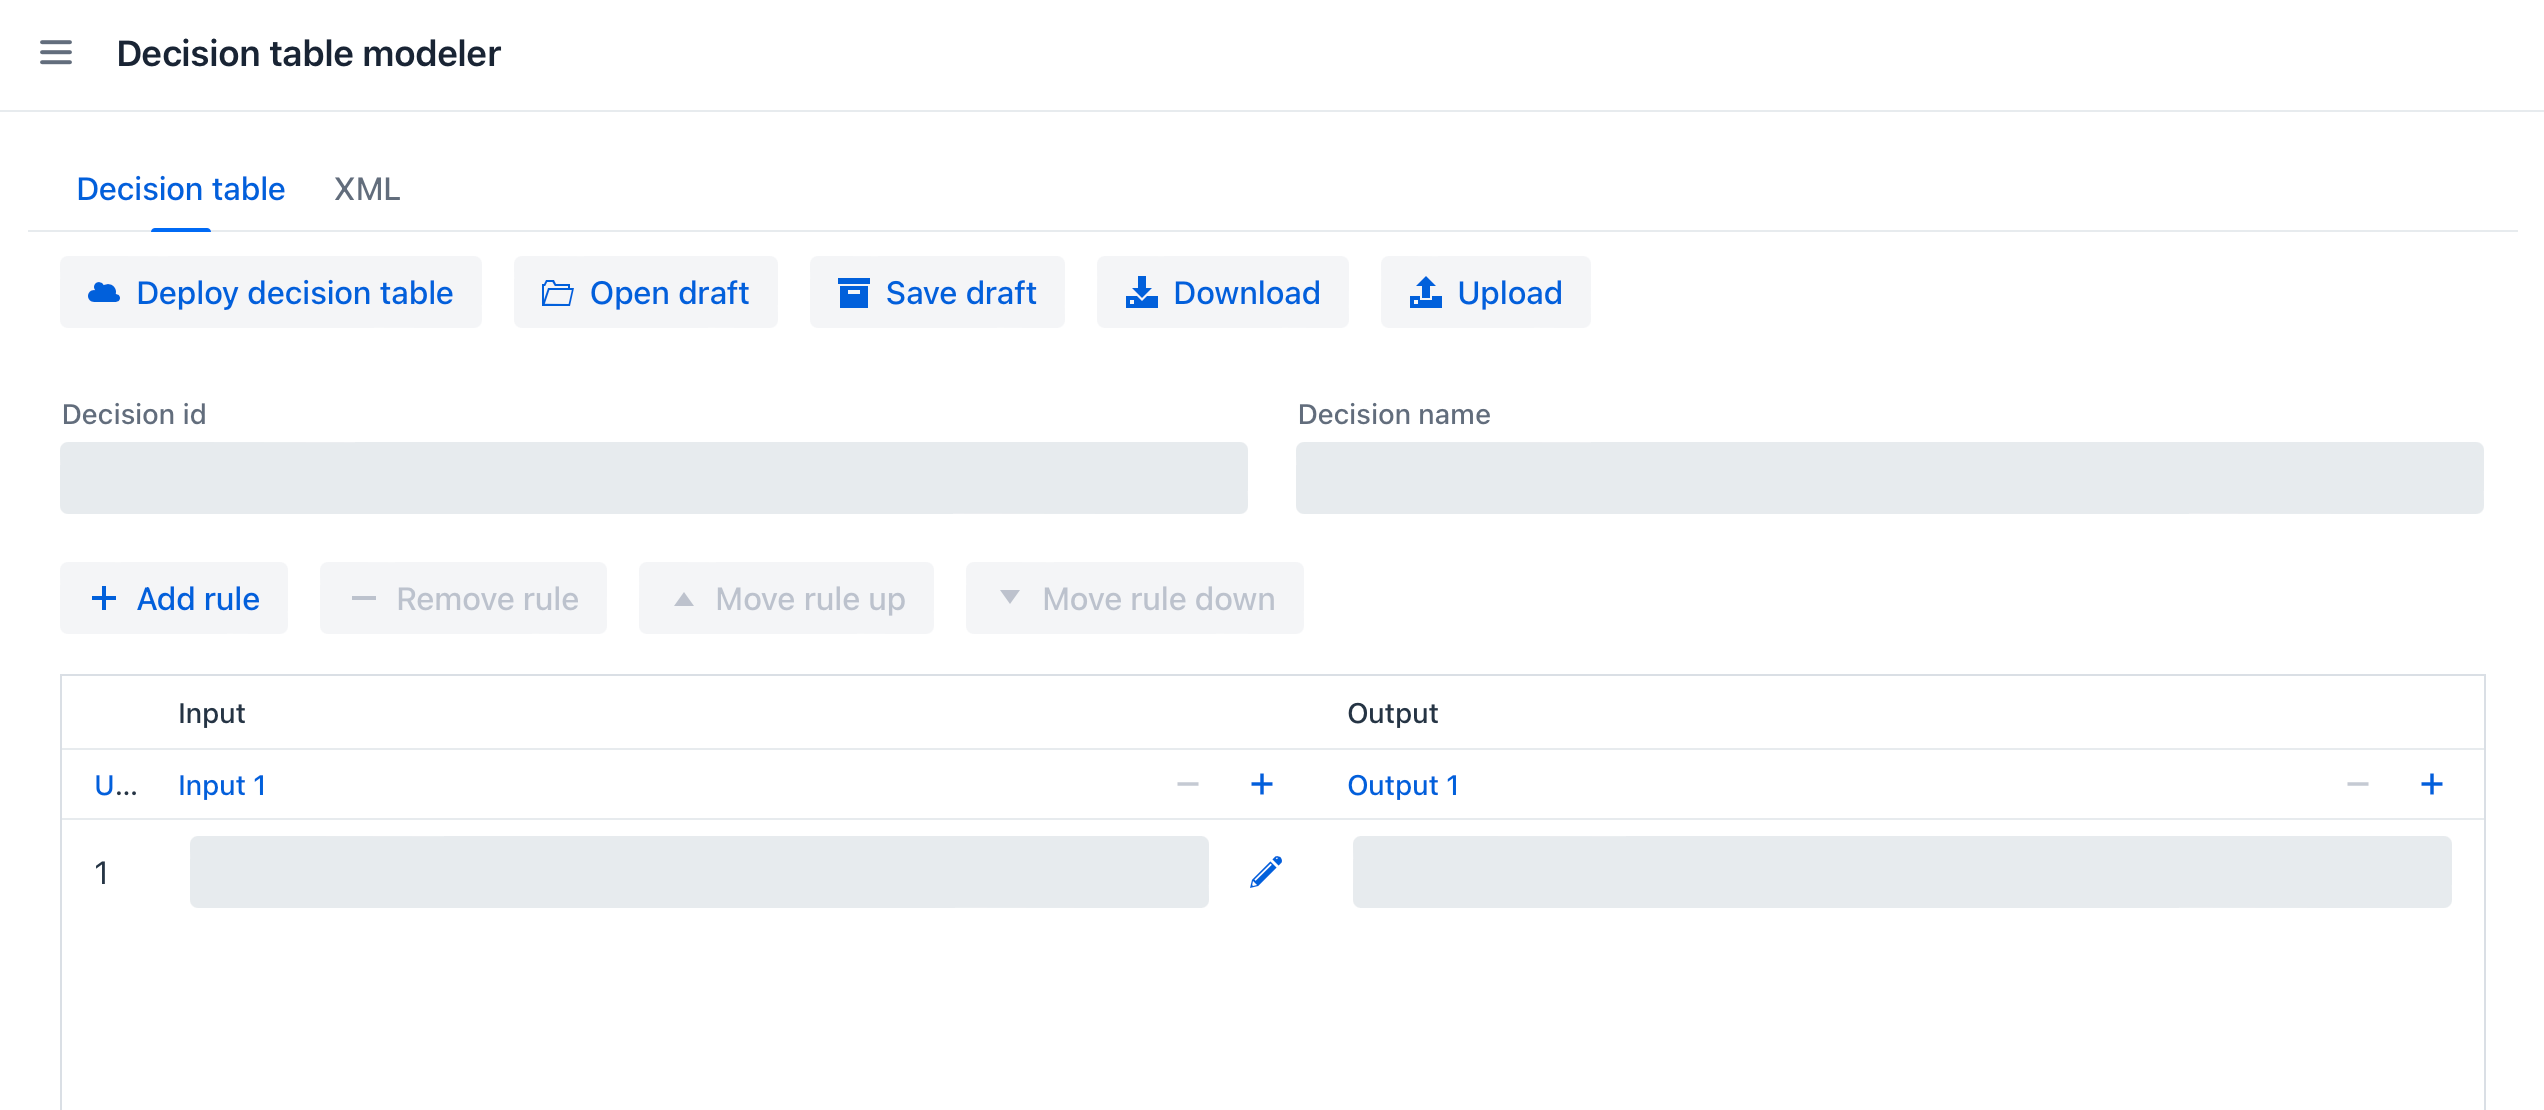 Decision table modeler
Decision table XML
Deploy decision table Open draft Save draft Download Upload
Decision id Decision name
Add rule Remove rule Move rule up Move rule down
Input Output
U... Input 1 Output 1
1